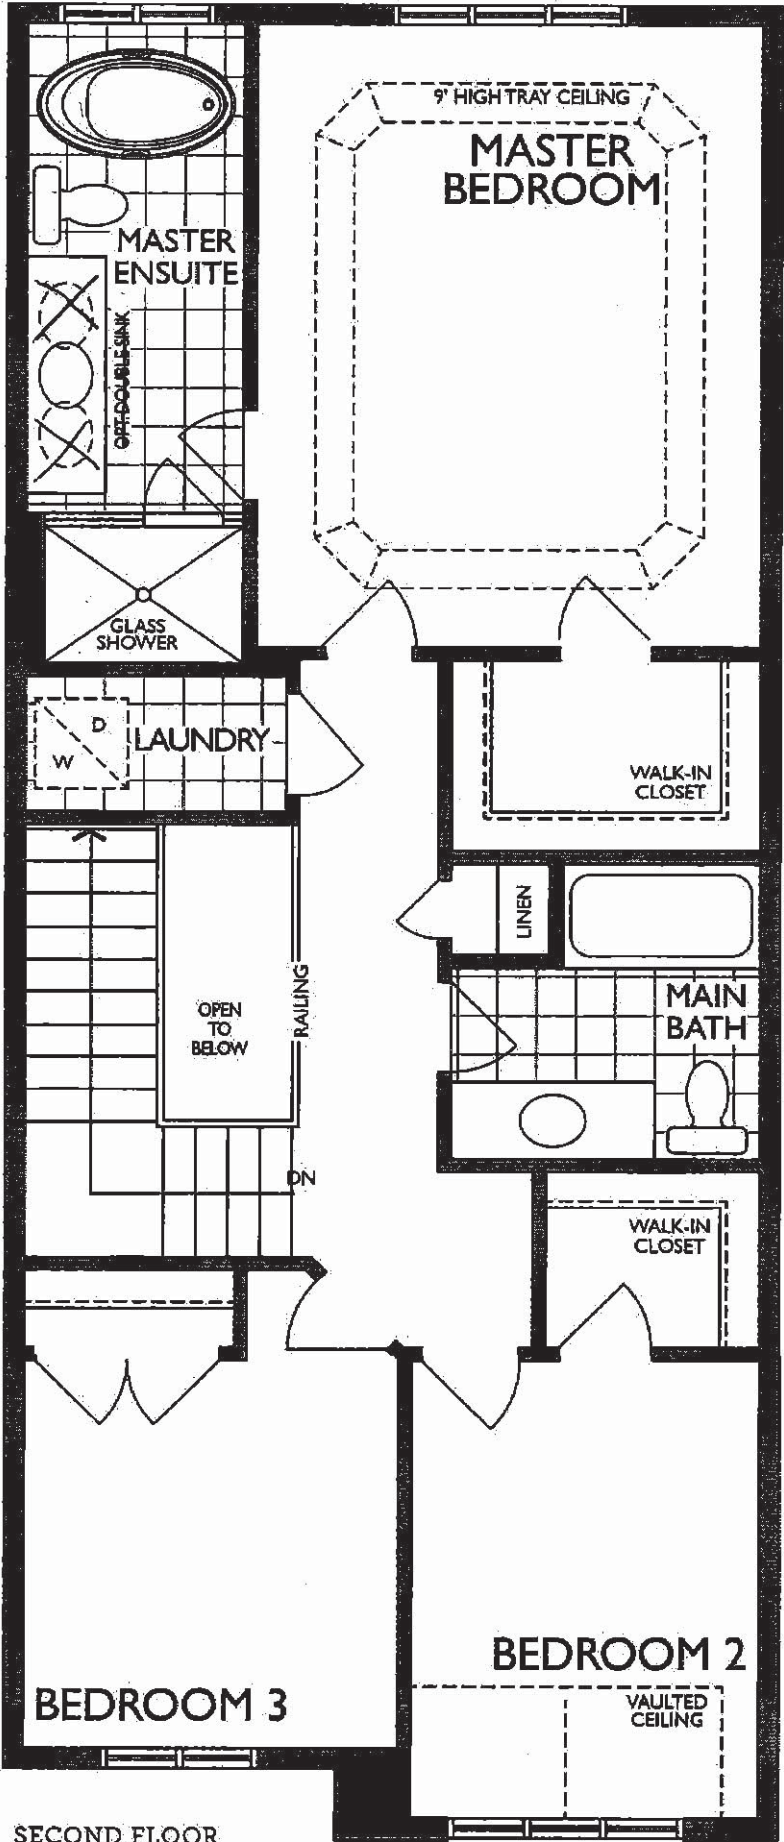 9' HIGH TRAY CEILING
MASTER
BEDROOM
MASTER
ENSUITE
OPT. DOUBLE SINK
GLASS
SHOWER
D
W
LAUNDRY
WALK-IN
CLOSET
LINEN
RAILING
OPEN
TO
BELOW
MAIN
BATH
DN
WALK-IN
CLOSET
BEDROOM 2
VAULTED
CEILING
BEDROOM 3
SECOND FLOOR